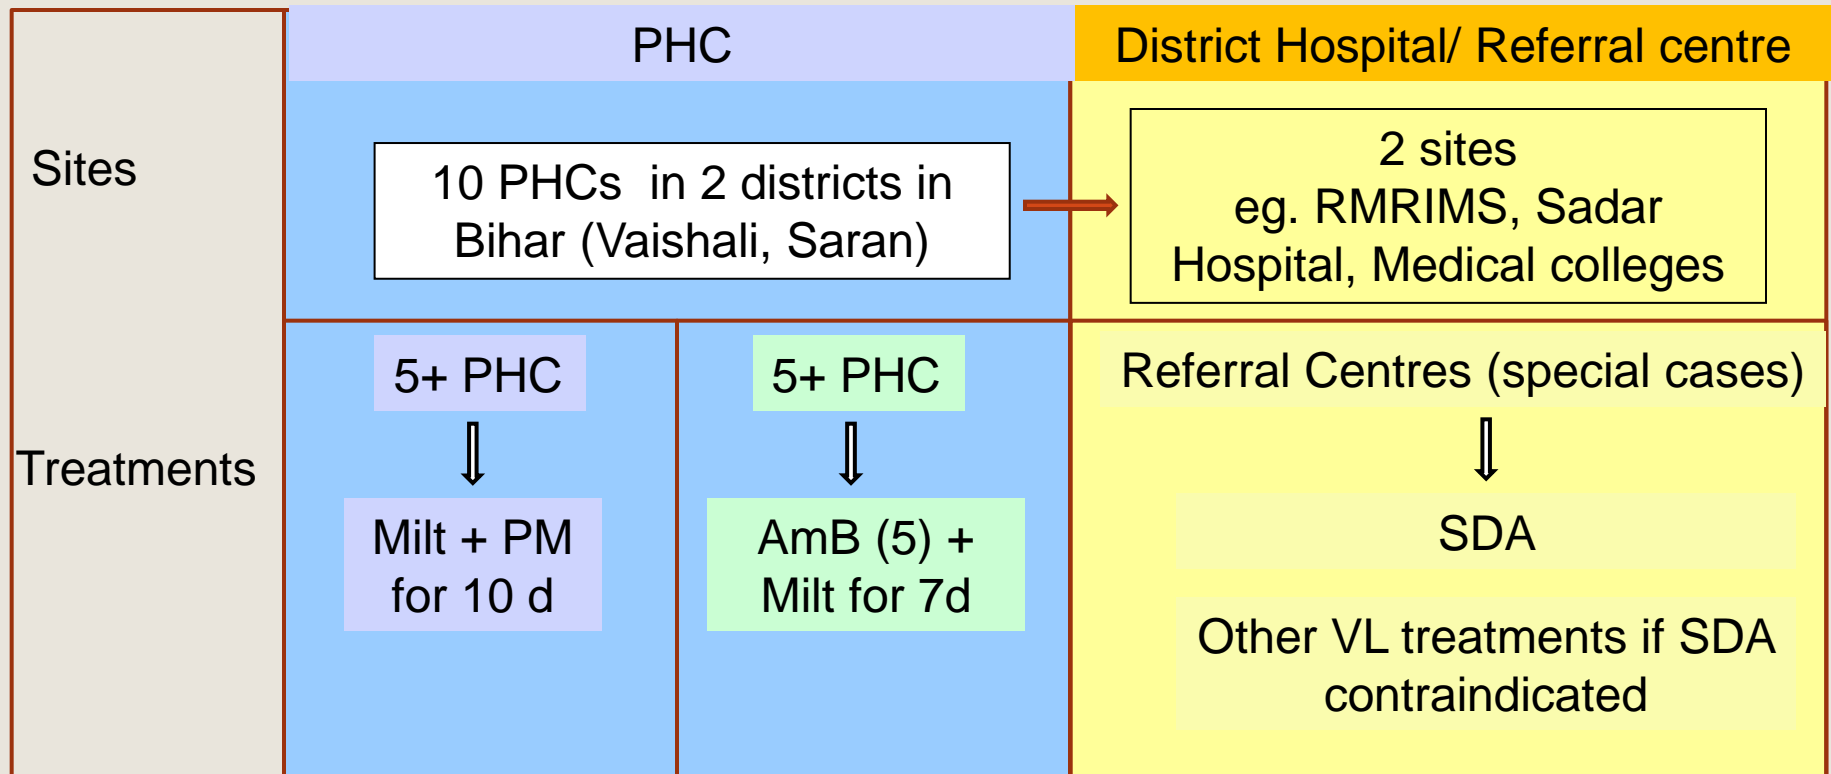 PHC
District Hospital/ Referral centre
Sites
10 PHCs in 2 districts in
Bihar (Vaishali, Saran)
2 sites
eg. RMRIMS, Sadar
Hospital, Medical colleges
Treatments
5+ PHC
Milt + PM
for 10 d
5+ PHC
AmB (5) +
Milt for 7d
Referral Centres (special cases)
SDA
Other VL treatments if SDA
contraindicated